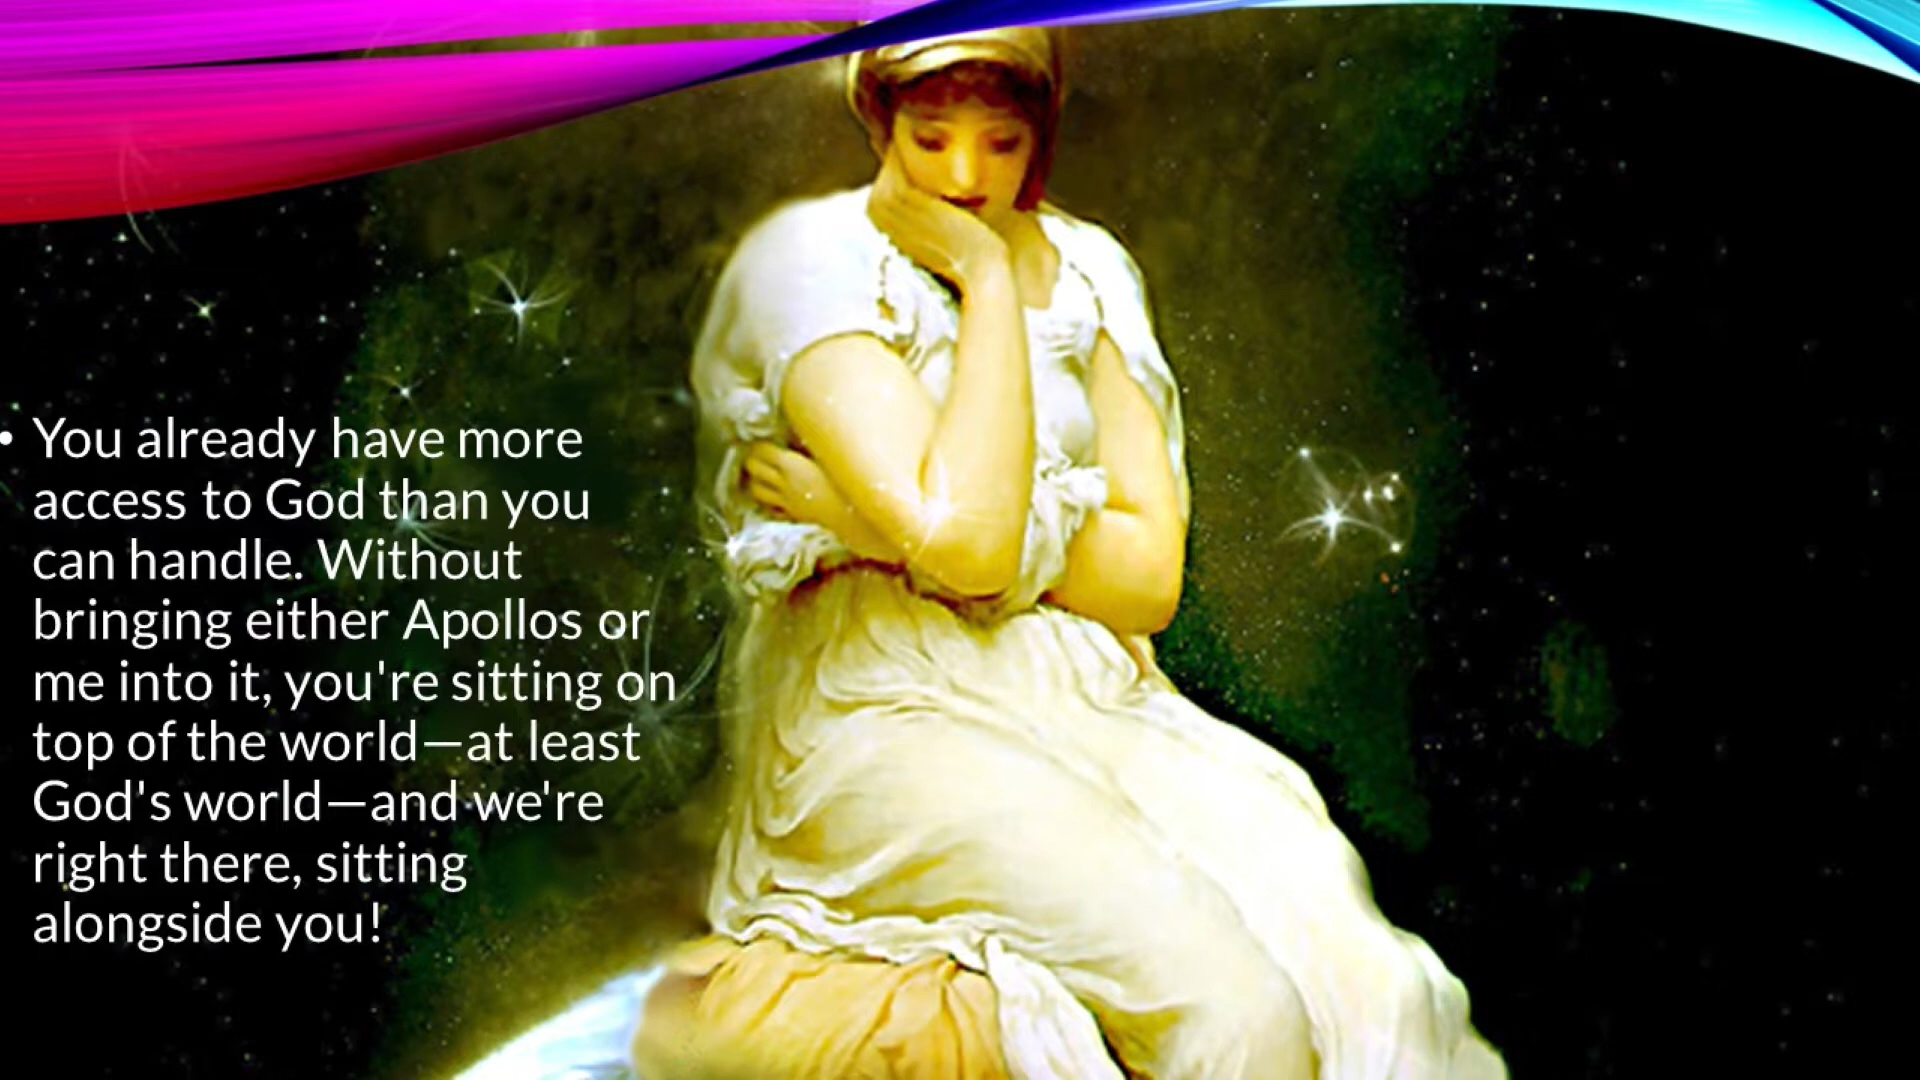 • You already have more
access to God than you
can handle. Without
bringing either Apollos or
me into it, you're sitting on
top of the world—at least
God's world—and we're
right there, sitting
alongside you!